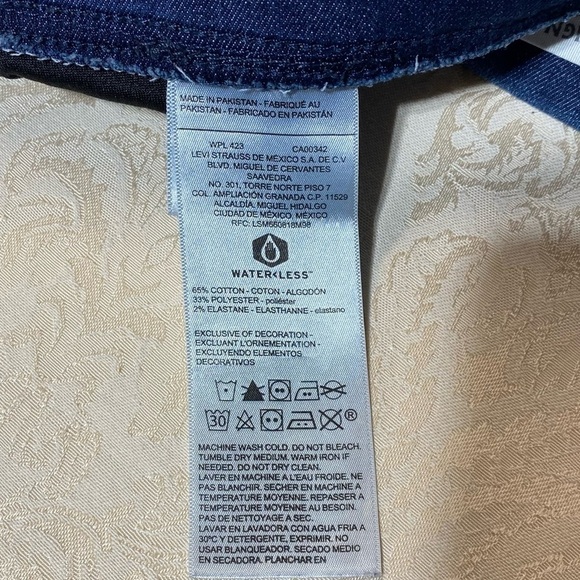 MADE IN PAKISTAN - FABRIQUÉ AU
PAKISTAN - FABRICADO EN PAKISTÁN
WPL 423 CA00342
LEVI STRAUSS DE MEXICO S.A. DE C.V
BLVD. MIGUEL DE CERVANTES
SAAVEDRA
NO. 301, TORRE NORTE PISO 7
COL. AMPLIACIÓN GRANADA C.P. 11529
ALCALDÍA. MIGUEL HIDALGO
CIUDAD DE MÉXICO, MÉXICO
RFC: LSM660818M98
WATER<LESS™
65% COTTON - COTON - ALGODÓN
33% POLYESTER - poliéster
2% ELASTANE - ELASTHANNE - elastano
EXCLUSIVE OF DECORATION -
EXCLUANT L'ORNEMENTATION -
EXCLUYENDO ELEMENTOS
DECORATIVOS
30 ®
MACHINE WASH COLD. DO NOT BLEACH.
TUMBLE DRY MEDIUM. WARM IRON IF
NEEDED. DO NOT DRY CLEAN.
LAVER EN MACHINE A L'EAU FROIDE. NE
PAS BLANCHIR. SECHER EN MACHINE A
TEMPERATURE MOYENNE. REPASSER A
TEMPERATURE MOYENNE AU BESOIN.
PAS DE NETTOYAGE A SEC.
LAVAR EN LAVADORA CON AGUA FRIA A
30ºC Y DETERGENTE, EXPRIMIR. NO
USAR BLANQUEADOR. SECADO MEDIO
EN SECADORA. PLANCHAR EN